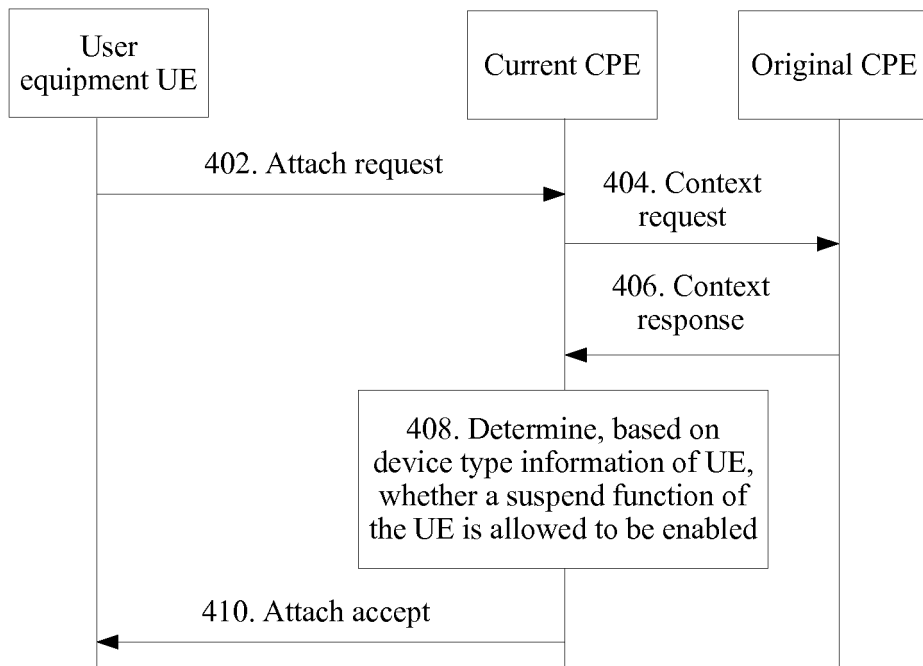 User
equipment UE
Current CPE
Original CPE
402. Attach request
404. Context
request
406. Context
response
408. Determine, based on
device type information of UE,
whether a suspend function of
the UE is allowed to be enabled
410. Attach accept